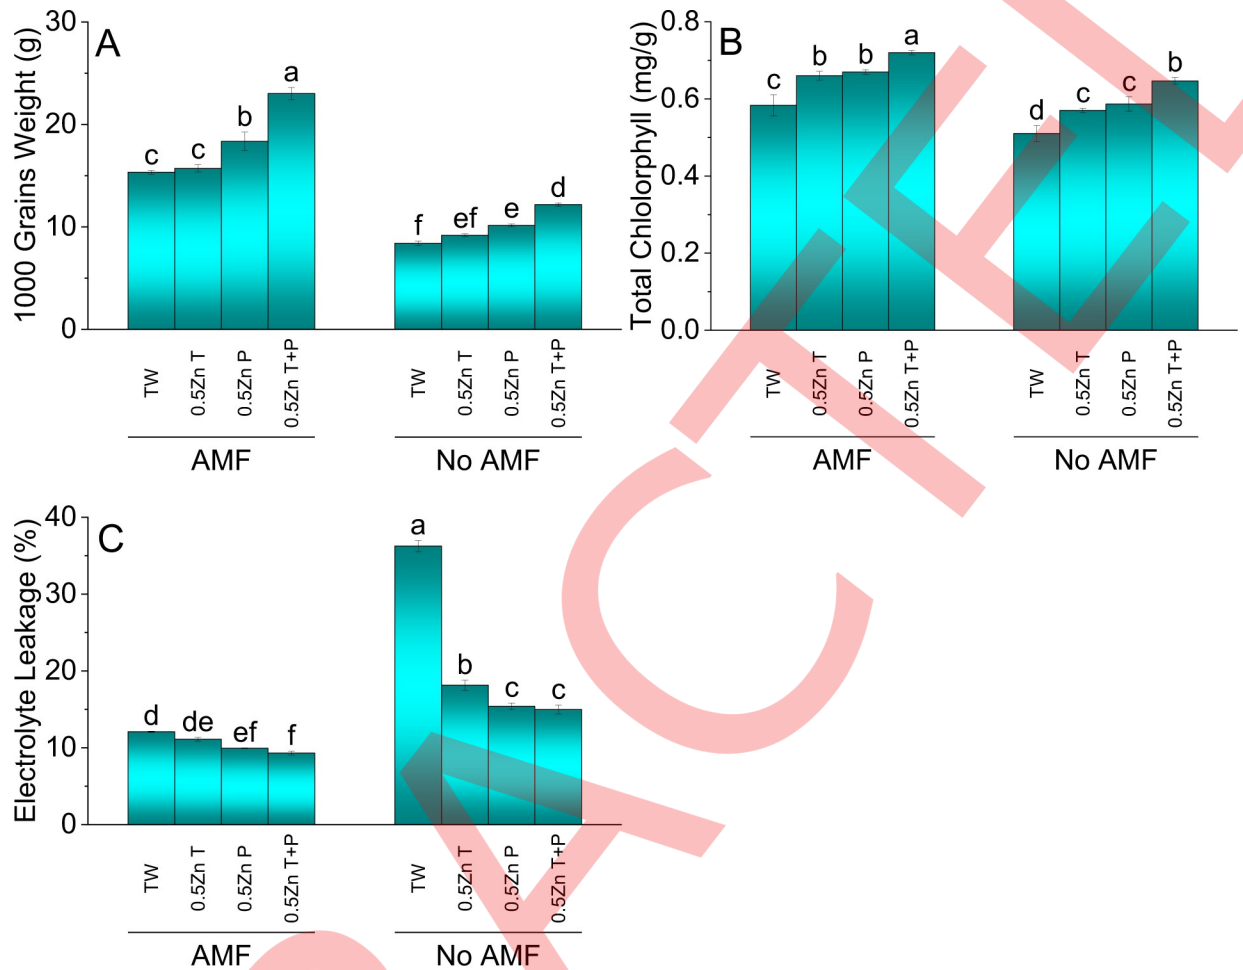 A
1000 Grains Weight (g)
30
20
10
0
c
c
b
a
f
ef
e
d
TW
0.5Zn T
0.5Zn P
0.5Zn T+P
TW
0.5Zn T
0.5Zn P
0.5Zn T+P
AMF
No AMF
B
Total Chlolorphyll (mg/g)
0.8
0.6
0.4
0.2
0.0
c
b
b
a
d
c
c
b
TW
0.5Zn T
0.5Zn P
0.5Zn T+P
TW
0.5Zn T
0.5Zn P
0.5Zn T+P
AMF
No AMF
C
Electrolyte Leakage (%)
40
30
20
10
0
d
de
ef
f
a
b
c
c
TW
0.5Zn T
0.5Zn P
0.5Zn T+P
TW
0.5Zn T
0.5Zn P
0.5Zn T+P
AMF
No AMF